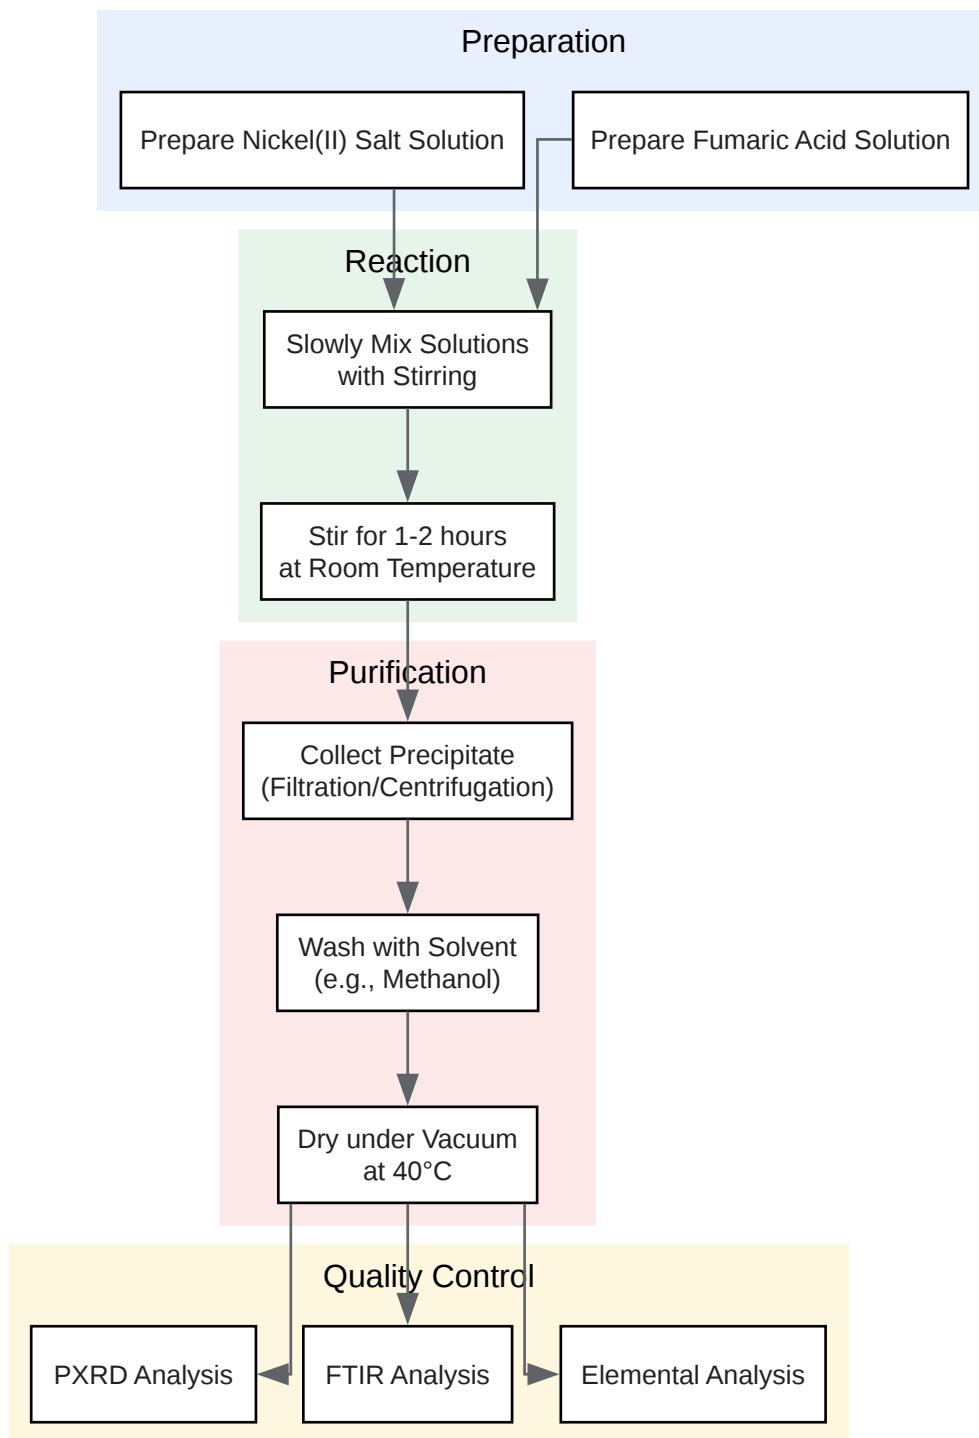 Preparation
Prepare Nickel(II) Salt Solution
Prepare Fumaric Acid Solution
Reaction
Slowly Mix Solutions
with Stirring
Stir for 1-2 hours
at Room Temperature
Purification
Collect Precipitate
(Filtration/Centrifugation)
Wash with Solvent
(e.g., Methanol)
Dry under Vacuum
at 40°C
Quality Control
PXRD Analysis
FTIR Analysis
Elemental Analysis